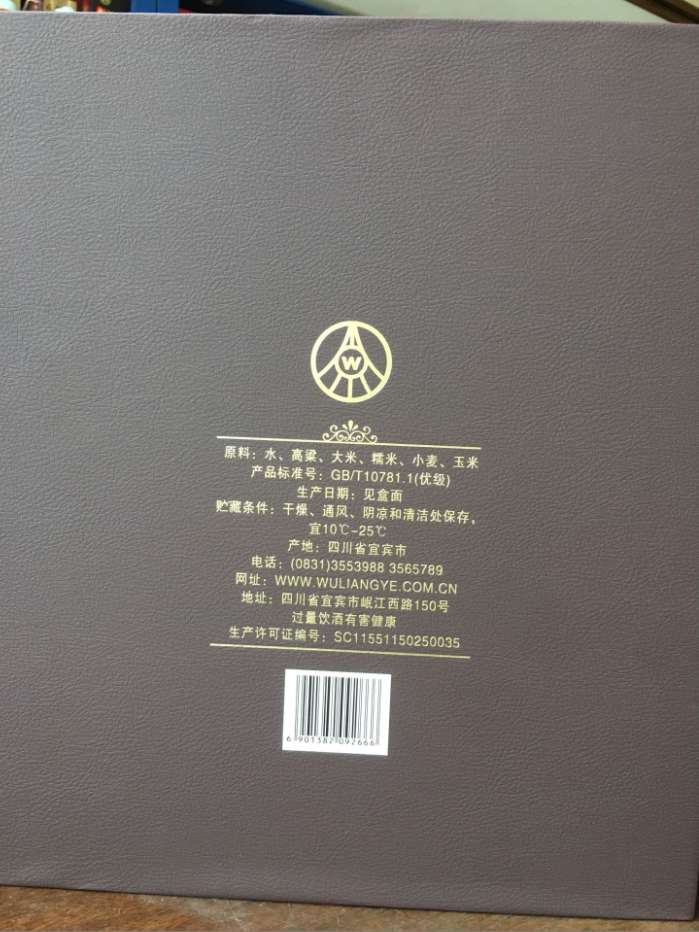 W
原料：水、高粱、大米、糯米、小麦、玉米
产品标准号：GB/T10781.1(优级)
生产日期：见盒面
贮藏条件：干燥、通风、阴凉和清洁处保存，
宜10℃-25℃
产地：四川省宜宾市
电话：(0831)3553988 3565789
网址：WWW.WULIANGYE.COM.CN
地址：四川省宜宾市岷江西路150号
过量饮酒有害健康
生产许可证编号：SC11551150250035
6 901382 092666